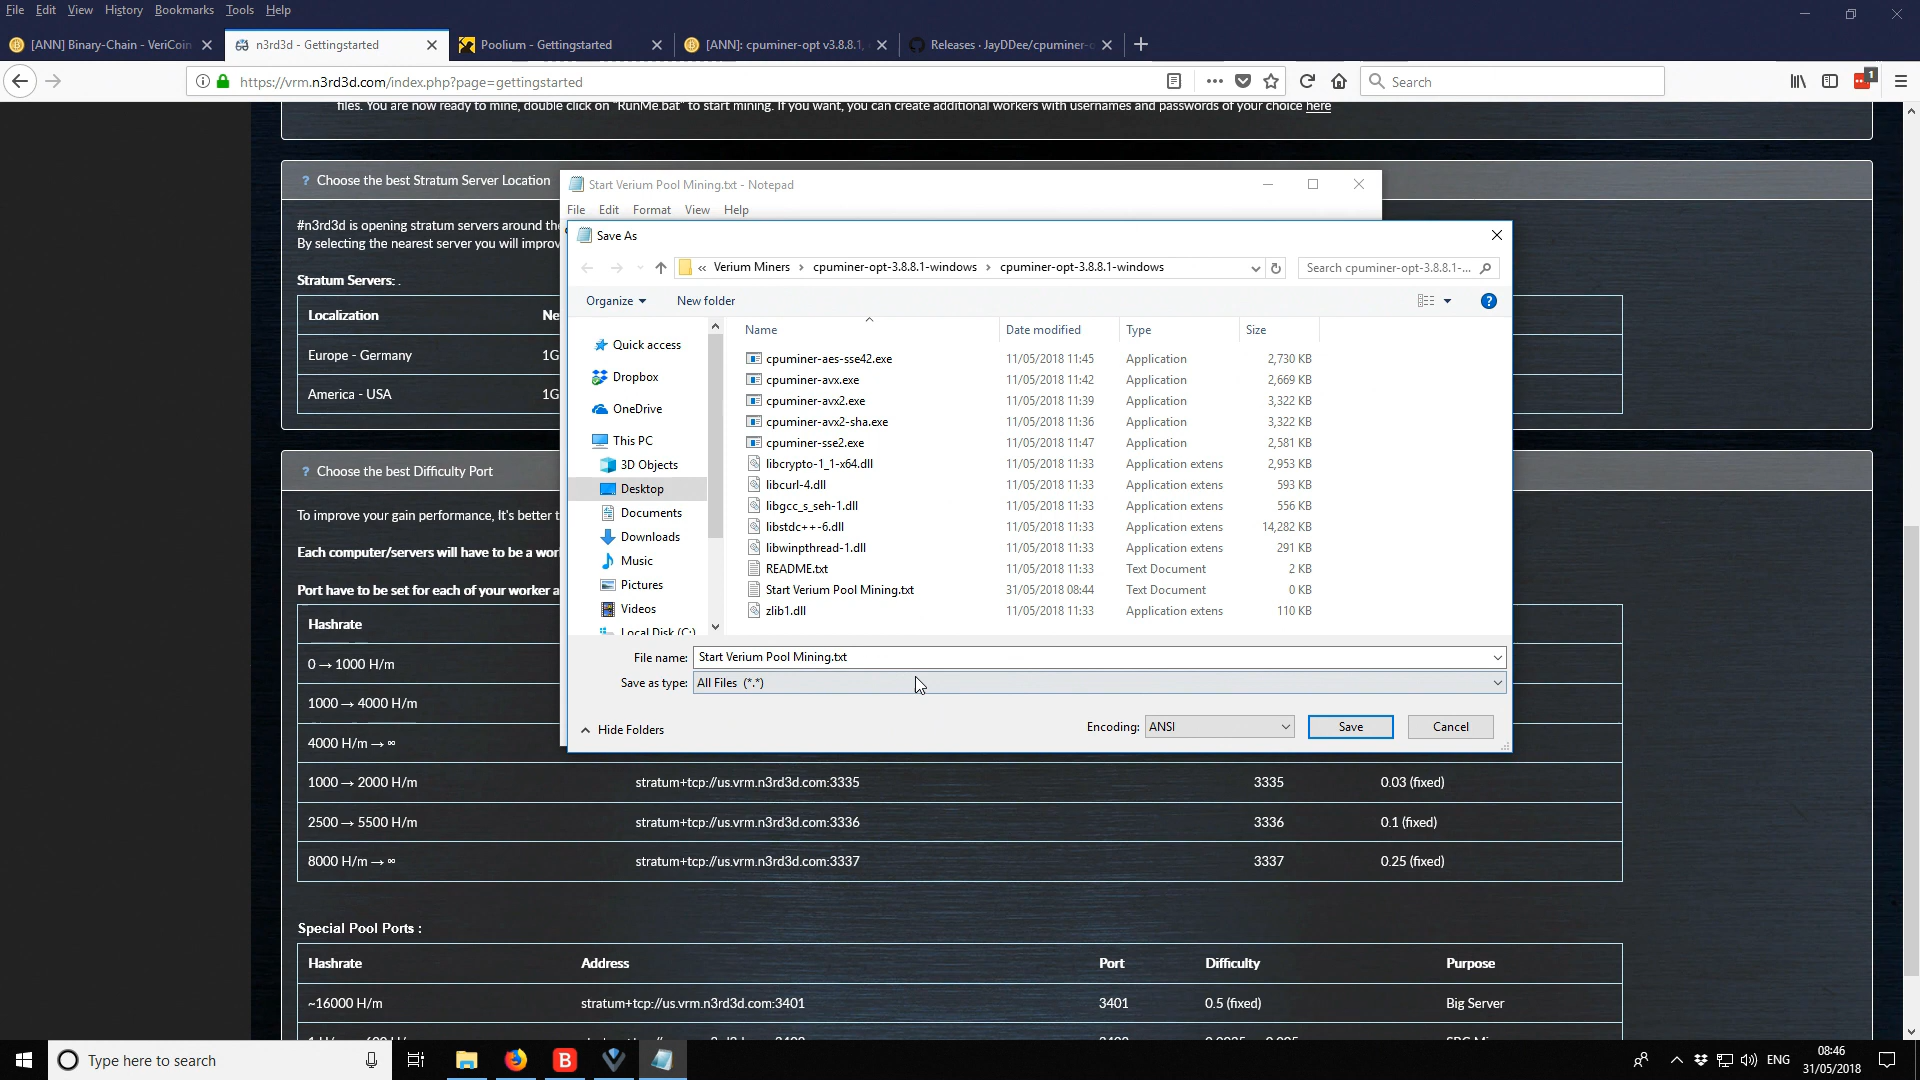 File Edit View History Bookmarks Tools Help
[ANN] Binary-Chain - VeriCoin
n3rd3d - Gettingstarted
Poolium - Gettingstarted
[ANN]: cpuminer-opt v3.8.8.1,
Releases · JayDDee/cpuminer-o
https://vrm.n3rd3d.com/index.php?page=gettingstarted
Search
1
files. You are now ready to mine, double click on "RunMe.bat" to start mining. If you want, you can create additional workers with usernames and passwords of your choice here
? Choose the best Stratum Server Location
#n3rd3d is opening stratum servers around the
By selecting the nearest server you will improv
Stratum Servers: .
Localization Ne
Europe - Germany 1G
America - USA 1G
? Choose the best Difficulty Port
To improve your gain performance, It's better t
Each computer/servers will have to be a wor
Port have to be set for each of your worker a
Hashrate
0 → 1000 H/m
1000 → 4000 H/m
4000 H/m → ∞
1000 → 2000 H/m stratum+tcp://us.vrm.n3rd3d.com:3335 3335 0.03 (fixed)
2500 → 5500 H/m stratum+tcp://us.vrm.n3rd3d.com:3336 3336 0.1 (fixed)
8000 H/m → ∞ stratum+tcp://us.vrm.n3rd3d.com:3337 3337 0.25 (fixed)
Special Pool Ports :
Hashrate Address Port Difficulty Purpose
~16000 H/m stratum+tcp://us.vrm.n3rd3d.com:3401 3401 0.5 (fixed) Big Server
Start Verium Pool Mining.txt - Notepad
File Edit Format View Help
Save As
« Verium Miners › cpuminer-opt-3.8.8.1-windows › cpuminer-opt-3.8.8.1-windows
Search cpuminer-opt-3.8.8.1-...
Organize New folder
Quick access
Dropbox
OneDrive
This PC
3D Objects
Desktop
Documents
Downloads
Music
Pictures
Videos
Local Disk (C:)
Name Date modified Type Size
cpuminer-aes-sse42.exe 11/05/2018 11:45 Application 2,730 KB
cpuminer-avx.exe 11/05/2018 11:42 Application 2,669 KB
cpuminer-avx2.exe 11/05/2018 11:39 Application 3,322 KB
cpuminer-avx2-sha.exe 11/05/2018 11:36 Application 3,322 KB
cpuminer-sse2.exe 11/05/2018 11:47 Application 2,581 KB
libcrypto-1_1-x64.dll 11/05/2018 11:33 Application extens 2,953 KB
libcurl-4.dll 11/05/2018 11:33 Application extens 593 KB
libgcc_s_seh-1.dll 11/05/2018 11:33 Application extens 556 KB
libstdc++-6.dll 11/05/2018 11:33 Application extens 14,282 KB
libwinpthread-1.dll 11/05/2018 11:33 Application extens 291 KB
README.txt 11/05/2018 11:33 Text Document 2 KB
Start Verium Pool Mining.txt 31/05/2018 08:44 Text Document 0 KB
zlib1.dll 11/05/2018 11:33 Application extens 110 KB
File name: Start Verium Pool Mining.txt
Save as type: All Files (*.*)
Hide Folders
Encoding: ANSI
Save
Cancel
Type here to search
B
ENG
08:46
31/05/2018